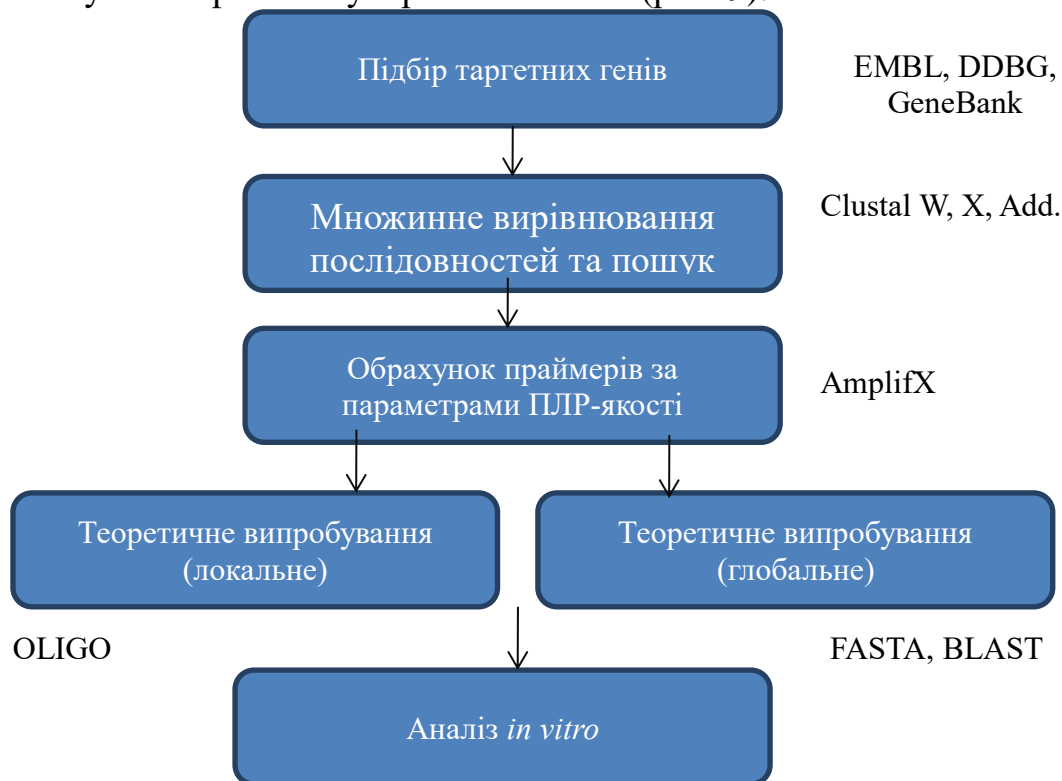 Підбір таргетних генів
EMBL, DDBG,
GeneBank
Множинне вирівнювання
послідовностей та пошук
Clustal W, X, Add.
Обрахунок праймерів за
параметрами ПЛР-якості
AmplifX
Теоретичне випробування
(локальне)
Теоретичне випробування
(глобальне)
OLIGO
FASTA, BLAST
Аналіз in vitro